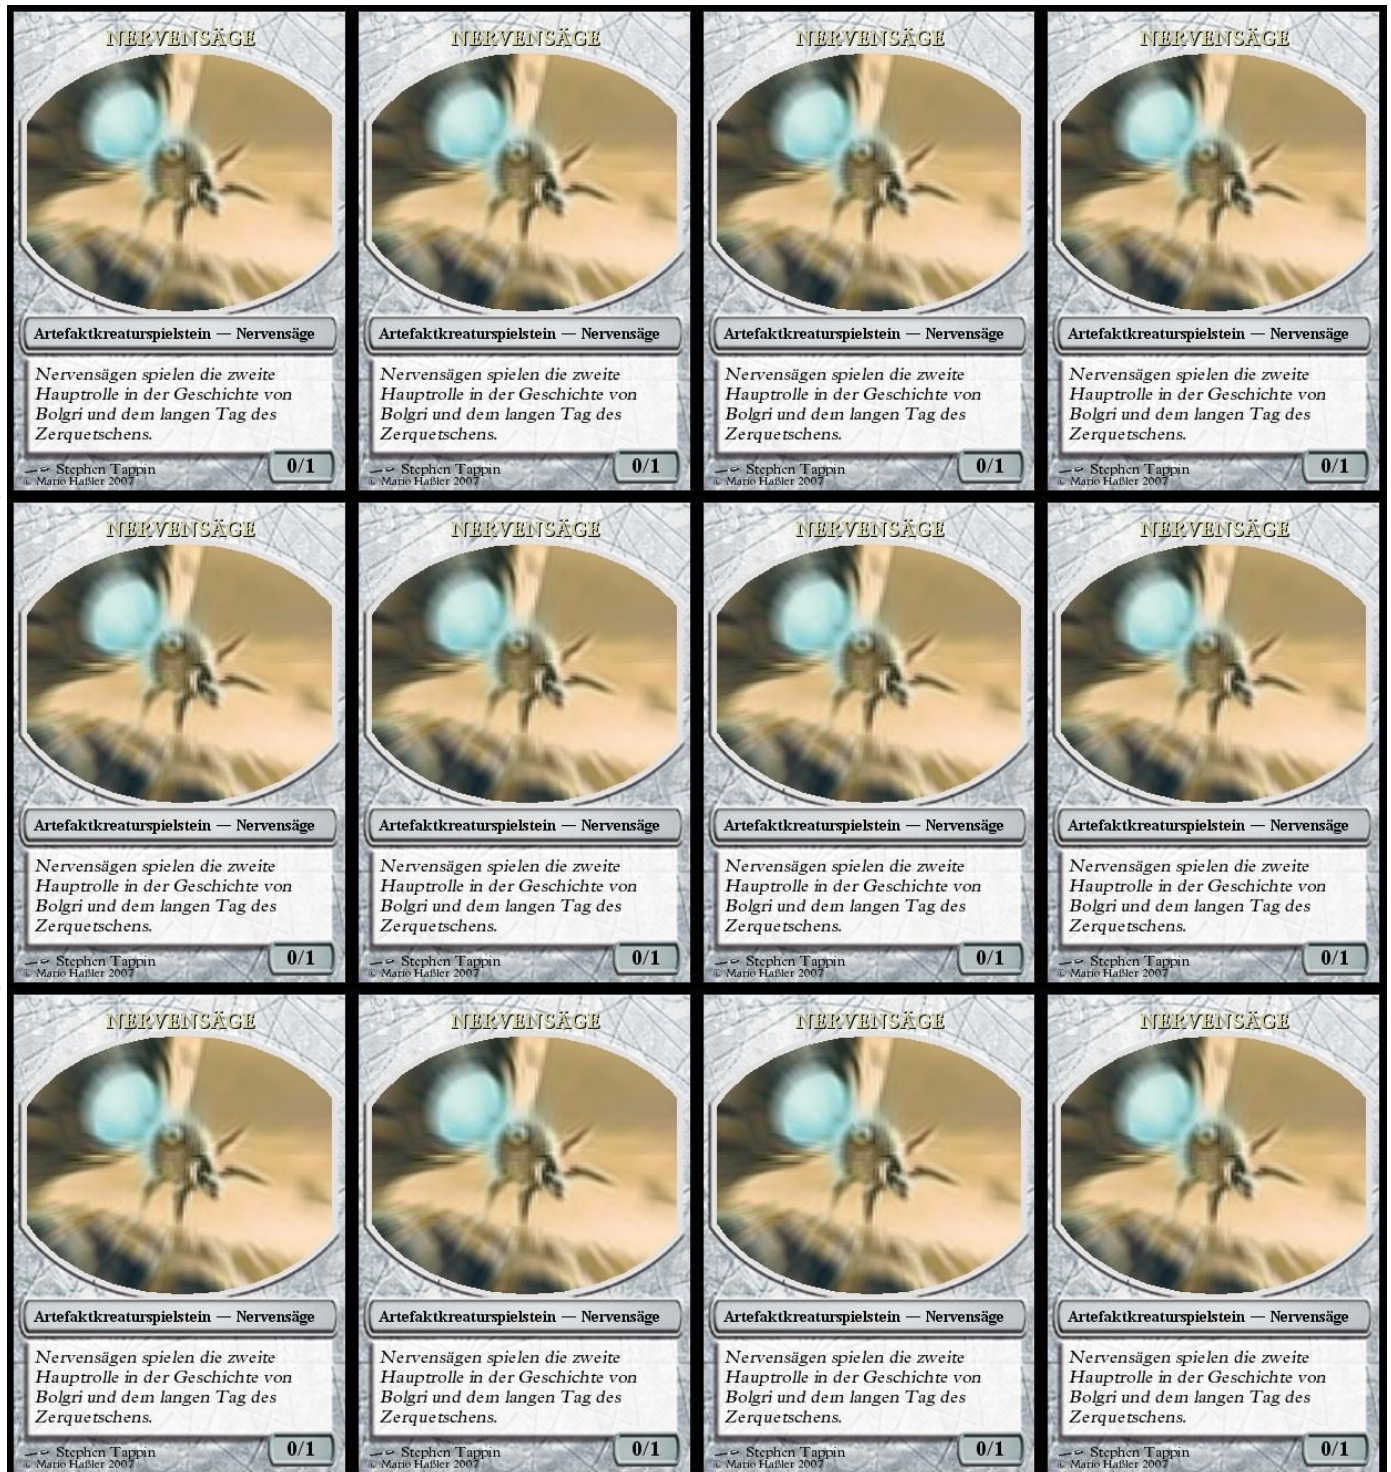 NERVENSÄGE NERVENSÄGE NERVENSÄGE NERVENSÄGE
Artefaktkreaturspielstein — Nervensäge Artefaktkreaturspielstein — Nervensäge Artefaktkreaturspielstein — Nervensäge Artefaktkreaturspielstein — Nervensäge
Nervensägen spielen die zweite Nervensägen spielen die zweite Nervensägen spielen die zweite Nervensägen spielen die zweite
Hauptrolle in der Geschichte von Hauptrolle in der Geschichte von Hauptrolle in der Geschichte von Hauptrolle in der Geschichte von
Bolgri und dem langen Tag des Bolgri und dem langen Tag des Bolgri und dem langen Tag des Bolgri und dem langen Tag des
Zerquetschens. Zerquetschens. Zerquetschens. Zerquetschens.
Stephen Tappin 0/1 Stephen Tappin 0/1 Stephen Tappin 0/1 Stephen Tappin 0/1
© Mario Haßler 2007 © Mario Haßler 2007 © Mario Haßler 2007 © Mario Haßler 2007
NERVENSÄGE NERVENSÄGE NERVENSÄGE NERVENSÄGE
Artefaktkreaturspielstein — Nervensäge Artefaktkreaturspielstein — Nervensäge Artefaktkreaturspielstein — Nervensäge Artefaktkreaturspielstein — Nervensäge
Nervensägen spielen die zweite Nervensägen spielen die zweite Nervensägen spielen die zweite Nervensägen spielen die zweite
Hauptrolle in der Geschichte von Hauptrolle in der Geschichte von Hauptrolle in der Geschichte von Hauptrolle in der Geschichte von
Bolgri und dem langen Tag des Bolgri und dem langen Tag des Bolgri und dem langen Tag des Bolgri und dem langen Tag des
Zerquetschens. Zerquetschens. Zerquetschens. Zerquetschens.
Stephen Tappin 0/1 Stephen Tappin 0/1 Stephen Tappin 0/1 Stephen Tappin 0/1
© Mario Haßler 2007 © Mario Haßler 2007 © Mario Haßler 2007 © Mario Haßler 2007
NERVENSÄGE NERVENSÄGE NERVENSÄGE NERVENSÄGE
Artefaktkreaturspielstein — Nervensäge Artefaktkreaturspielstein — Nervensäge Artefaktkreaturspielstein — Nervensäge Artefaktkreaturspielstein — Nervensäge
Nervensägen spielen die zweite Nervensägen spielen die zweite Nervensägen spielen die zweite Nervensägen spielen die zweite
Hauptrolle in der Geschichte von Hauptrolle in der Geschichte von Hauptrolle in der Geschichte von Hauptrolle in der Geschichte von
Bolgri und dem langen Tag des Bolgri und dem langen Tag des Bolgri und dem langen Tag des Bolgri und dem langen Tag des
Zerquetschens. Zerquetschens. Zerquetschens. Zerquetschens.
Stephen Tappin 0/1 Stephen Tappin 0/1 Stephen Tappin 0/1 Stephen Tappin 0/1
© Mario Haßler 2007 © Mario Haßler 2007 © Mario Haßler 2007 © Mario Haßler 2007